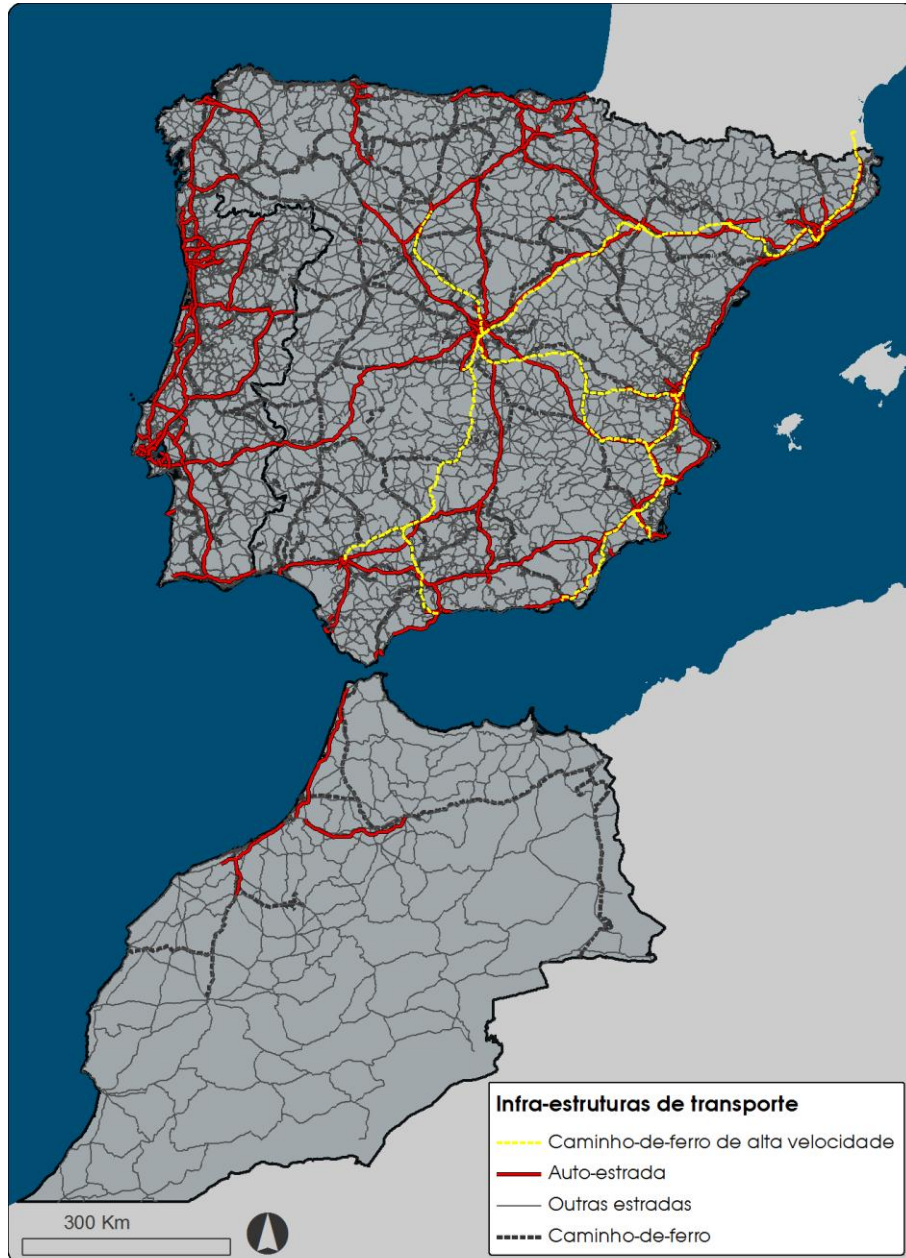 Infra-estruturas de transporte
Caminho-de-ferro de alta velocidade
Auto-estrada
Outras estradas
Caminho-de-ferro
300 Km